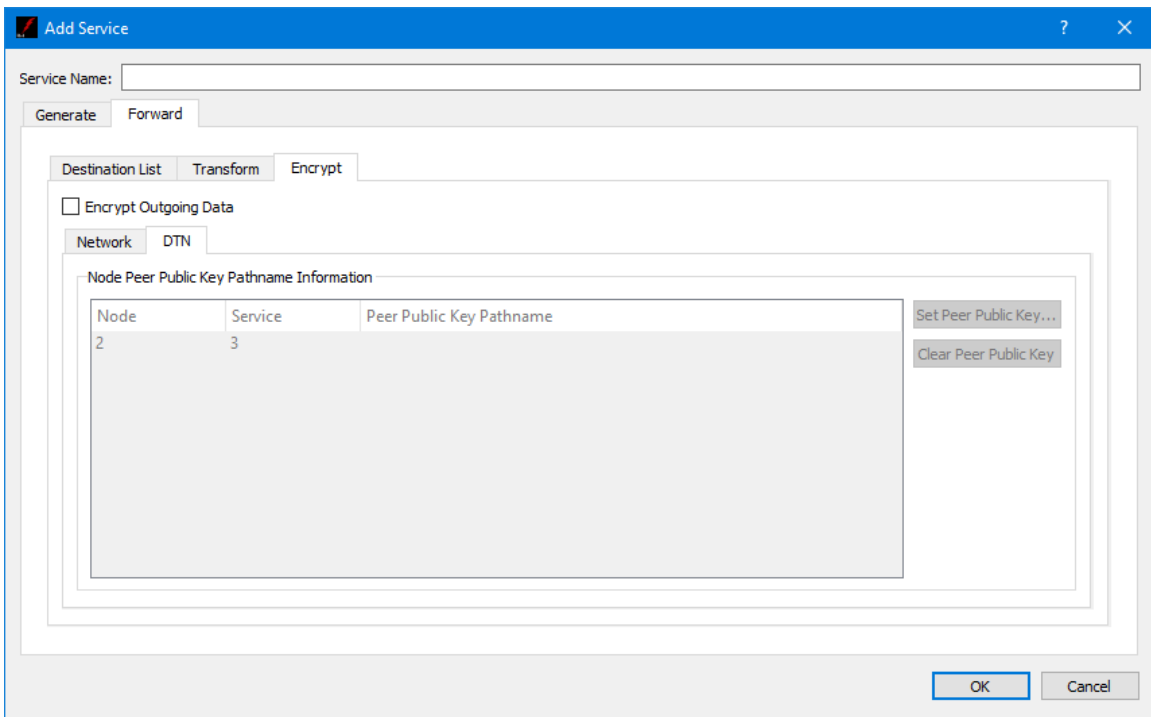 Add Service
Service Name:
Generate Forward
Destination List Transform Encrypt
Encrypt Outgoing Data
Network DTN
Node Peer Public Key Pathname Information
Node Service Peer Public Key Pathname Set Peer Public Key...
2 3 Clear Peer Public Key
OK Cancel